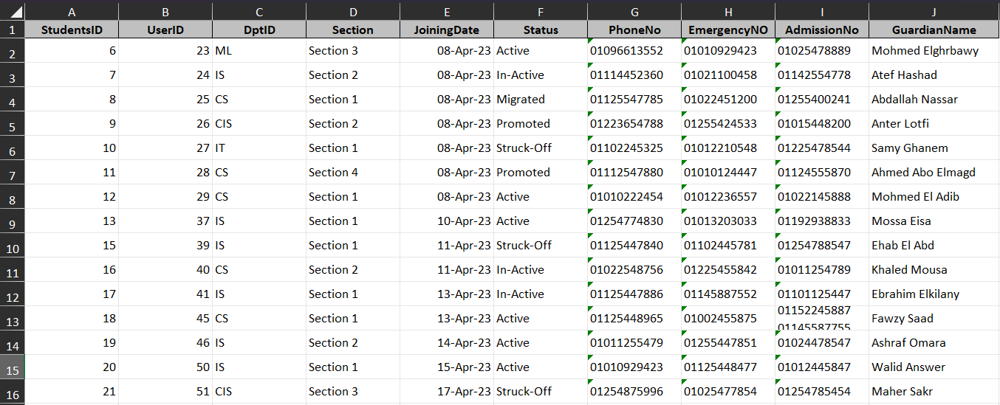 A B C D E F G H I J
1 StudentsID UserID DptID Section JoiningDate Status PhoneNo EmergencyNO AdmissionNo GuardianName
2 6 23 ML Section 3 08-Apr-23 Active 01096613552 01010929423 01025478889 Mohmed Elghrbawy
3 7 24 IS Section 2 08-Apr-23 In-Active 01114452360 01021100458 01142554778 Atef Hashad
4 8 25 CS Section 1 08-Apr-23 Migrated 01125547785 01022451200 01255400241 Abdallah Nassar
5 9 26 CIS Section 2 08-Apr-23 Promoted 01223654788 01255424533 01015448200 Anter Lotfi
6 10 27 IT Section 1 08-Apr-23 Struck-Off 01102245325 01012210548 01225478544 Samy Ghanem
7 11 28 CS Section 4 08-Apr-23 Promoted 01112547880 01010124447 01124555870 Ahmed Abo Elmagd
8 12 29 CS Section 1 08-Apr-23 Active 01010222454 01012236557 01022145888 Mohmed El Adib
9 13 37 IS Section 1 10-Apr-23 Active 01254774830 01013203033 01192938833 Mossa Eisa
10 15 39 IS Section 1 11-Apr-23 Struck-Off 01125447840 01102445781 01254788547 Ehab El Abd
11 16 40 CS Section 2 11-Apr-23 In-Active 01022548756 01225455842 01011254789 Khaled Mousa
12 17 41 IS Section 1 13-Apr-23 In-Active 01125447886 01145887552 01101125447 Ebrahim Elkilany
13 18 45 CS Section 1 13-Apr-23 Active 01125448965 01002455875 01152245887 Fawzy Saad
01145587755
14 19 46 IS Section 2 14-Apr-23 Active 01011255479 01255447851 01024478547 Ashraf Omara
15 20 50 IS Section 1 15-Apr-23 Active 01010929423 01125448477 01012445847 Walid Answer
16 21 51 CIS Section 3 17-Apr-23 Struck-Off 01254875996 01025477854 01254785454 Maher Sakr